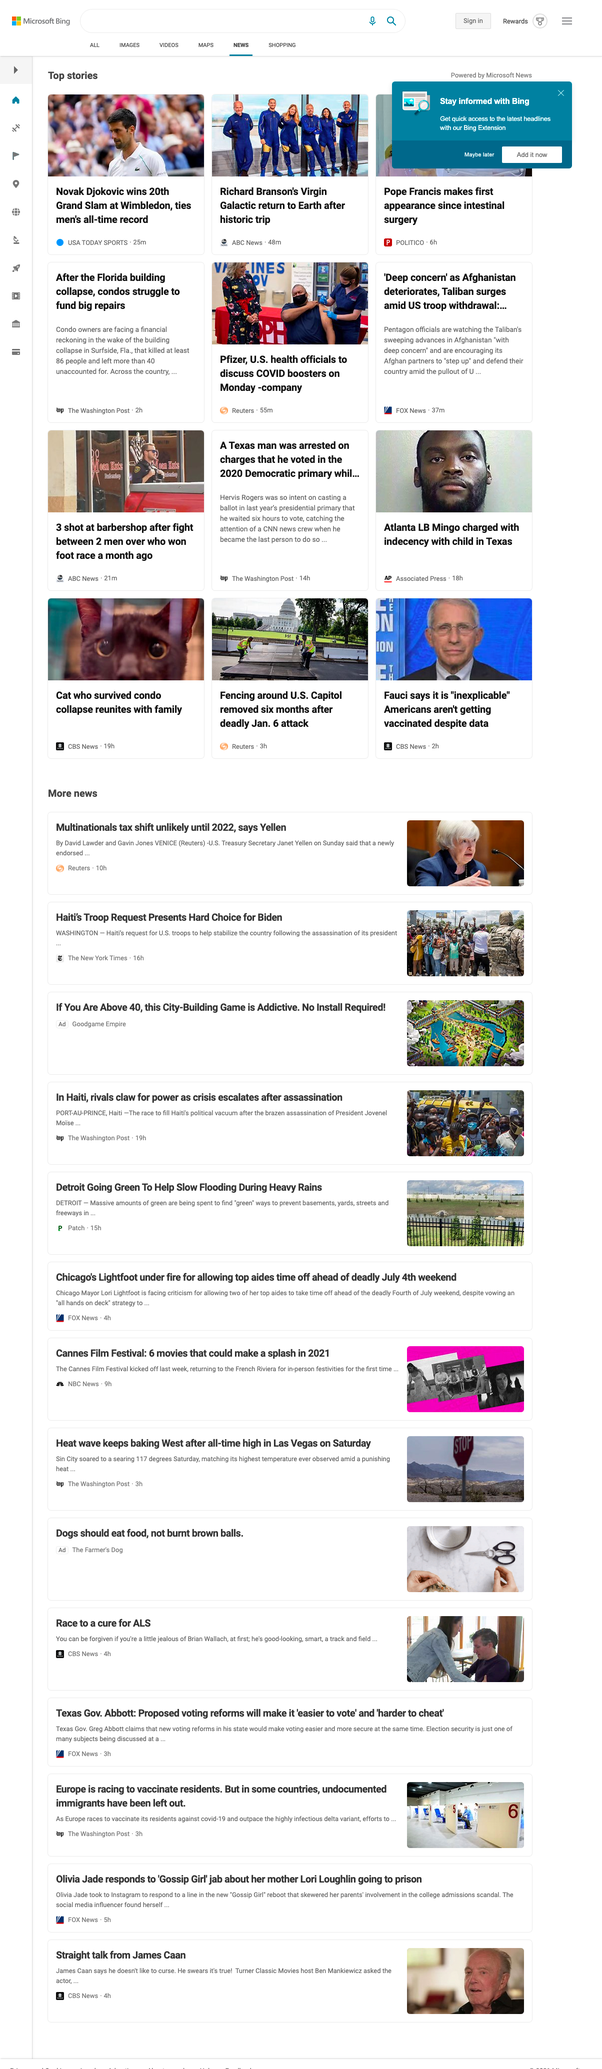 Microsoft Bing
Sign in
Rewards
ALL
IMAGES
VIDEOS
MAPS
NEWS
SHOPPING
Top stories
Powered by Microsoft News
Stay informed with Bing
Get quick access to the latest headlines
with our Bing Extension
Maybe later
Add it now
Novak Djokovic wins 20th
Grand Slam at Wimbledon, ties
men's all-time record
USA TODAY SPORTS · 25m
Richard Branson's Virgin
Galactic return to Earth after
historic trip
ABC News · 48m
Pope Francis makes first
appearance since intestinal
surgery
POLITICO · 6h
After the Florida building
collapse, condos struggle to
fund big repairs
Condo owners are facing a financial
reckoning in the wake of the building
collapse in Surfside, Fla., that killed at least
86 people and left more than 40
unaccounted for. Across the country, ...
The Washington Post · 2h
Pfizer, U.S. health officials to
discuss COVID boosters on
Monday -company
Reuters · 55m
'Deep concern' as Afghanistan
deteriorates, Taliban surges
amid US troop withdrawal:...
Pentagon officials are watching the Taliban's
sweeping advances in Afghanistan "with
deep concern" and are encouraging its
Afghan partners to "step up" and defend their
country amid the pullout of U ...
FOX News · 37m
3 shot at barbershop after fight
between 2 men over who won
foot race a month ago
ABC News · 21m
A Texas man was arrested on
charges that he voted in the
2020 Democratic primary whil...
Hervis Rogers was so intent on casting a
ballot in last year's presidential primary that
he waited six hours to vote, catching the
attention of a CNN news crew when he
became the last person to do so ...
The Washington Post · 14h
Atlanta LB Mingo charged with
indecency with child in Texas
AP
Associated Press · 18h
Cat who survived condo
collapse reunites with family
CBS News · 19h
Fencing around U.S. Capitol
removed six months after
deadly Jan. 6 attack
Reuters · 3h
Fauci says it is "inexplicable"
Americans aren't getting
vaccinated despite data
CBS News · 2h
More news
Multinationals tax shift unlikely until 2022, says Yellen
By David Lawder and Gavin Jones VENICE (Reuters) -U.S. Treasury Secretary Janet Yellen on Sunday said that a newly
endorsed ...
Reuters · 10h
Haiti's Troop Request Presents Hard Choice for Biden
WASHINGTON — Haiti's request for U.S. troops to help stabilize the country following the assassination of its president
...
The New York Times · 16h
If You Are Above 40, this City-Building Game is Addictive. No Install Required!
Ad Goodgame Empire
In Haiti, rivals claw for power as crisis escalates after assassination
PORT-AU-PRINCE, Haiti —The race to fill Haiti's political vacuum after the brazen assassination of President Jovenel
Moïse ...
The Washington Post · 19h
Detroit Going Green To Help Slow Flooding During Heavy Rains
DETROIT — Massive amounts of green are being spent to find "green" ways to prevent basements, yards, streets and
freeways in ...
Patch · 15h
Chicago's Lightfoot under fire for allowing top aides time off ahead of deadly July 4th weekend
Chicago Mayor Lori Lightfoot is facing criticism for allowing two of her top aides to take time off ahead of the deadly Fourth of July weekend, despite vowing an
"all hands on deck" strategy to ...
FOX News · 4h
Cannes Film Festival: 6 movies that could make a splash in 2021
The Cannes Film Festival kicked off last week, returning to the French Riviera for in-person festivities for the first time ...
NBC News · 9h
Heat wave keeps baking West after all-time high in Las Vegas on Saturday
Sin City soared to a searing 117 degrees Saturday, matching its highest temperature ever observed amid a punishing
heat ...
The Washington Post · 3h
STOP
Dogs should eat food, not burnt brown balls.
Ad The Farmer's Dog
Race to a cure for ALS
You can be forgiven if you're a little jealous of Brian Wallach, at first; he's good-looking, smart, a track and field ...
CBS News · 4h
Texas Gov. Abbott: Proposed voting reforms will make it 'easier to vote' and 'harder to cheat'
Texas Gov. Greg Abbott claims that new voting reforms in his state would make voting easier and more secure at the same time. Election security is just one of
many subjects being discussed at a ...
FOX News · 3h
Europe is racing to vaccinate residents. But in some countries, undocumented
immigrants have been left out.
As Europe races to vaccinate its residents against covid-19 and outpace the highly infectious delta variant, efforts to ...
The Washington Post · 3h
6
Olivia Jade responds to 'Gossip Girl' jab about her mother Lori Loughlin going to prison
Olivia Jade took to Instagram to respond to a line in the new "Gossip Girl" reboot that skewered her parents' involvement in the college admissions scandal. The
social media influencer found herself ...
FOX News · 5h
Straight talk from James Caan
James Caan says he doesn't like to curse. He swears it's true! Turner Classic Movies host Ben Mankiewicz asked the
actor, ...
CBS News · 4h